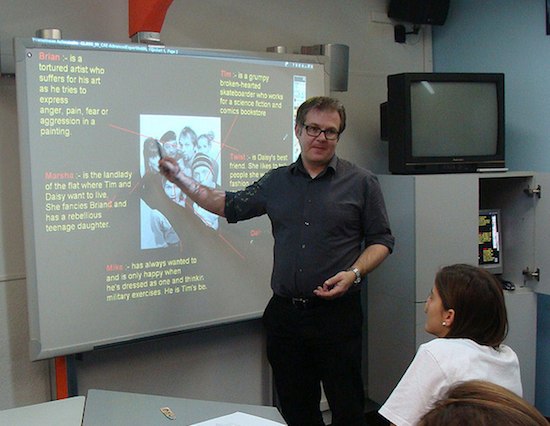 Brian :- is a
tortured artist who
suffers for his art
as he tries to
express
anger, pain, fear or
aggression in a
painting.
Tim :- is a grumpy
broken-hearted
skateboarder who works
for a science fiction and
comics bookstore
Marsha :- is the landlady
of the flat where Tim and
Daisy want to live.
She fancies Brian and
has a rebellious
teenage daughter.
Twist :- is Daisy's best
friend. She likes to
people she w
fashion
Mike :- has always wanted to
and is only happy when
he's dressed as one and
military exercises. He is Tim's be